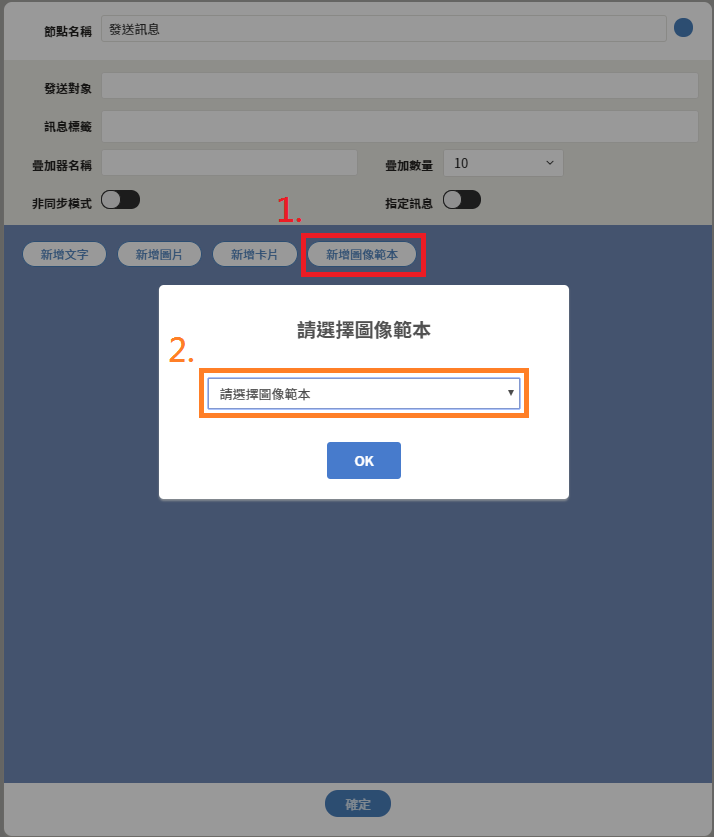 節點名稱 發送訊息
發送對象
訊息標籤
疊加器名稱 疊加數量 10
非同步模式 指定訊息
1.
新增文字 新增圖片 新增卡片 新增圖像範本
請選擇圖像範本
2.
請選擇圖像範本
OK
確定